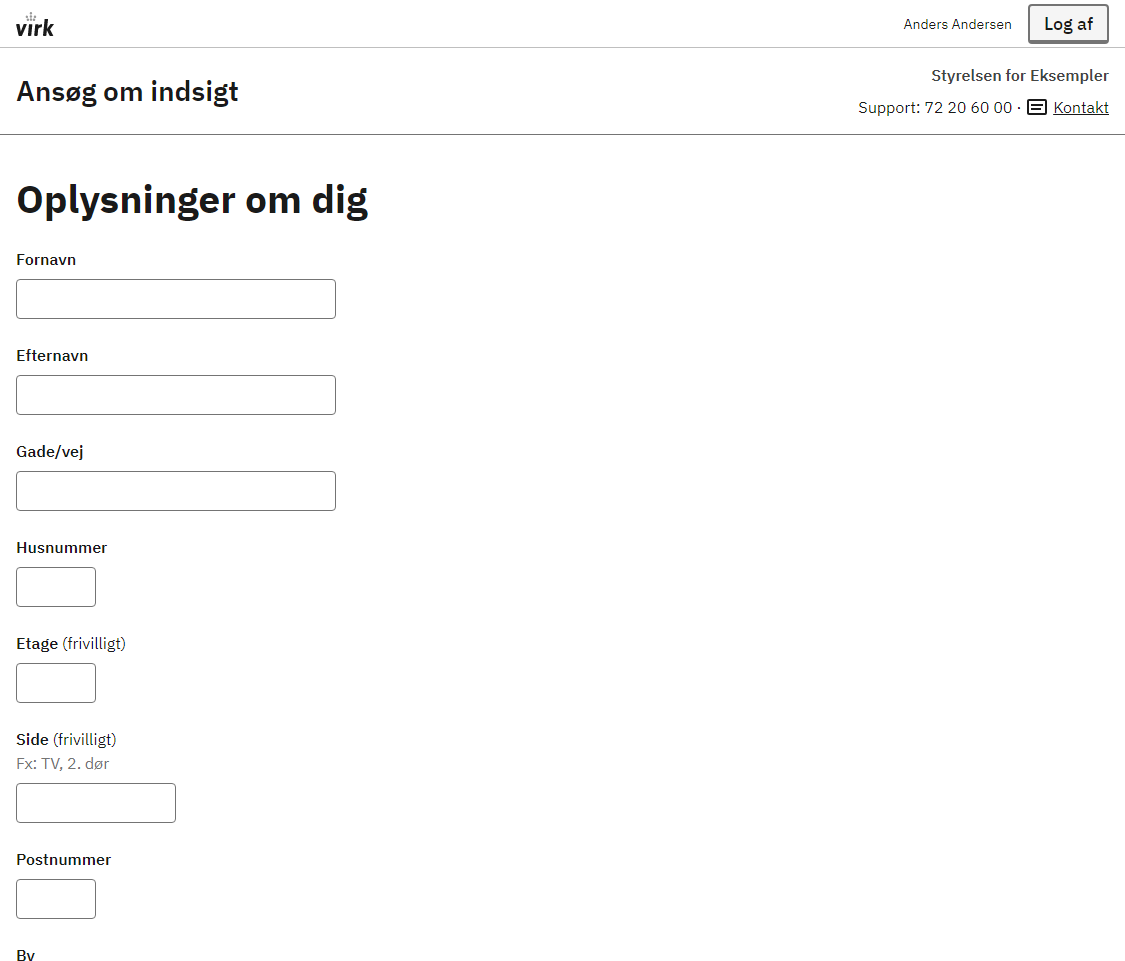 virk
Anders Andersen
Log af
Ansøg om indsigt
Styrelsen for Eksempler
Support: 72 20 60 00 · Kontakt
Oplysninger om dig
Fornavn
Efternavn
Gade/vej
Husnummer
Etage (frivilligt)
Side (frivilligt)
Fx: TV, 2. dør
Postnummer
By